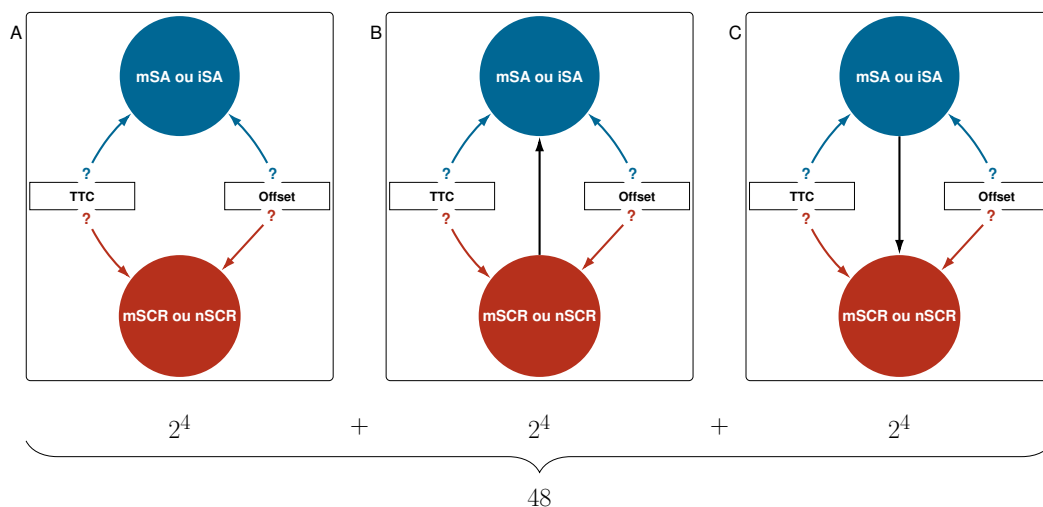 A
mSA ou iSA
?
?
TTC
Offset
?
?
mSCR ou nSCR
B
mSA ou iSA
?
?
TTC
Offset
?
?
mSCR ou nSCR
C
mSA ou iSA
?
?
TTC
Offset
?
?
mSCR ou nSCR
2⁴ + 2⁴ + 2⁴
48